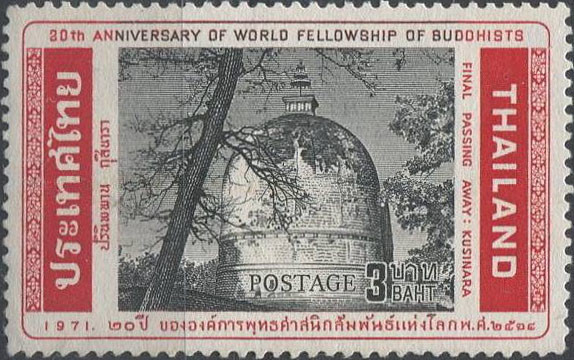 20th ANNIVERSARY OF WORLD FELLOWSHIP OF BUDDHISTS
ประเทศไทย
ปรินิพพาน กุสินารา
FINAL PASSING AWAY: KUSINARA
THAILAND
POSTAGE
3 บาท
BAHT
1971. ๒๐ปี ขององค์การพุทธศาสนิกสัมพันธ์แห่งโลกพ.ศ.๒๕๑๔